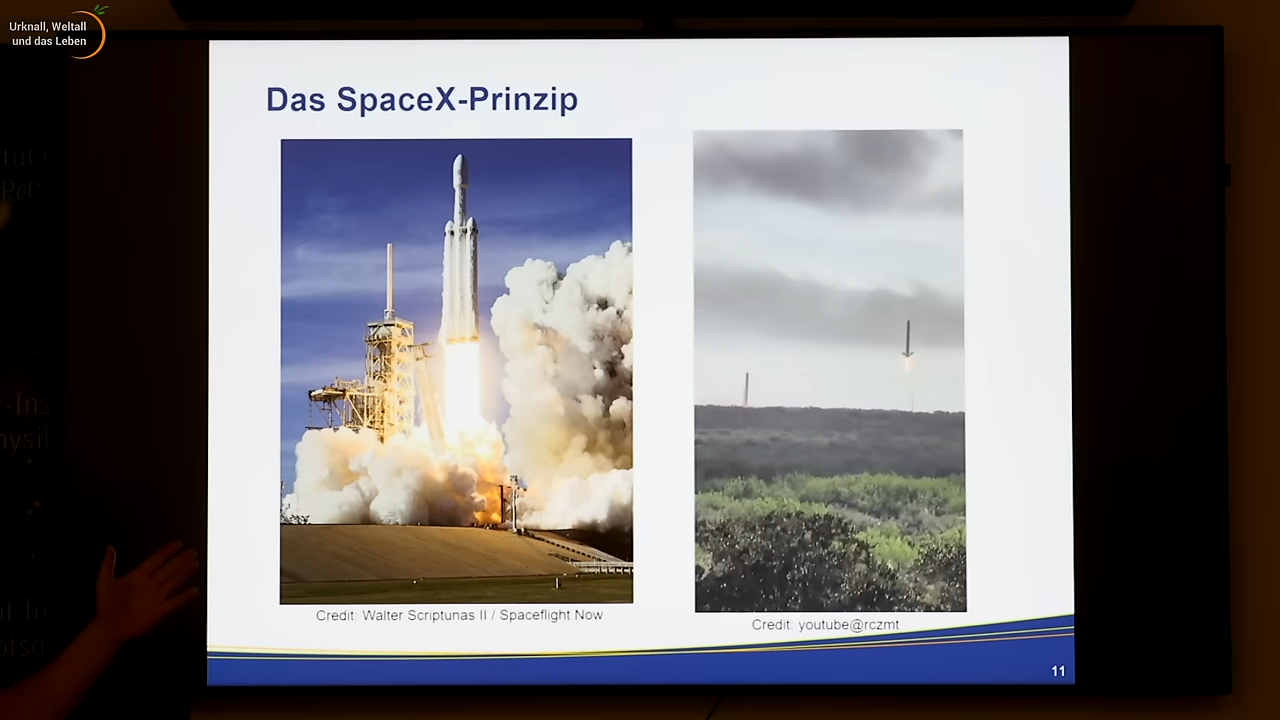 Urknall, Weltall
und das Leben
Das SpaceX-Prinzip
Credit: Walter Scriptunas II / Spaceflight Now
Credit: youtube@rczmt
11